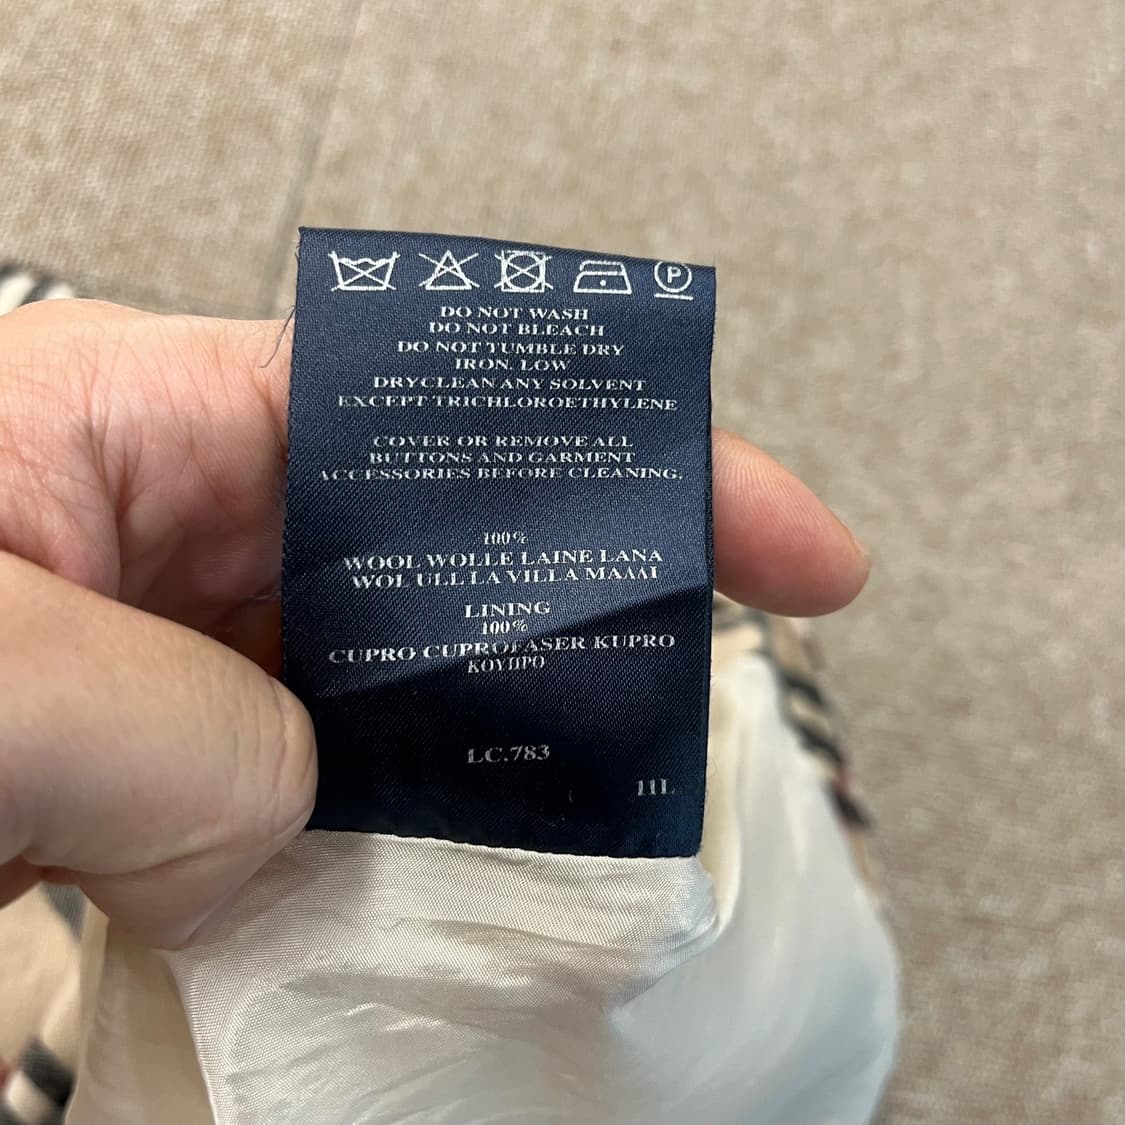 P
DO NOT WASH
DO NOT BLEACH
DO NOT TUMBLE DRY
IRON. LOW
DRYCLEAN ANY SOLVENT
EXCEPT TRICHLOROETHYLENE
COVER OR REMOVE ALL
BUTTONS AND GARMENT
ACCESSORIES BEFORE CLEANING.
100%
WOOL WOLLE LAINE LANA
WOL ULL LA VILLA ΜΑΛΛΙ
LINING
100%
CUPRO CUPROFASER KUPRO
ΚΟΥΠΡΟ
LC.783
11L